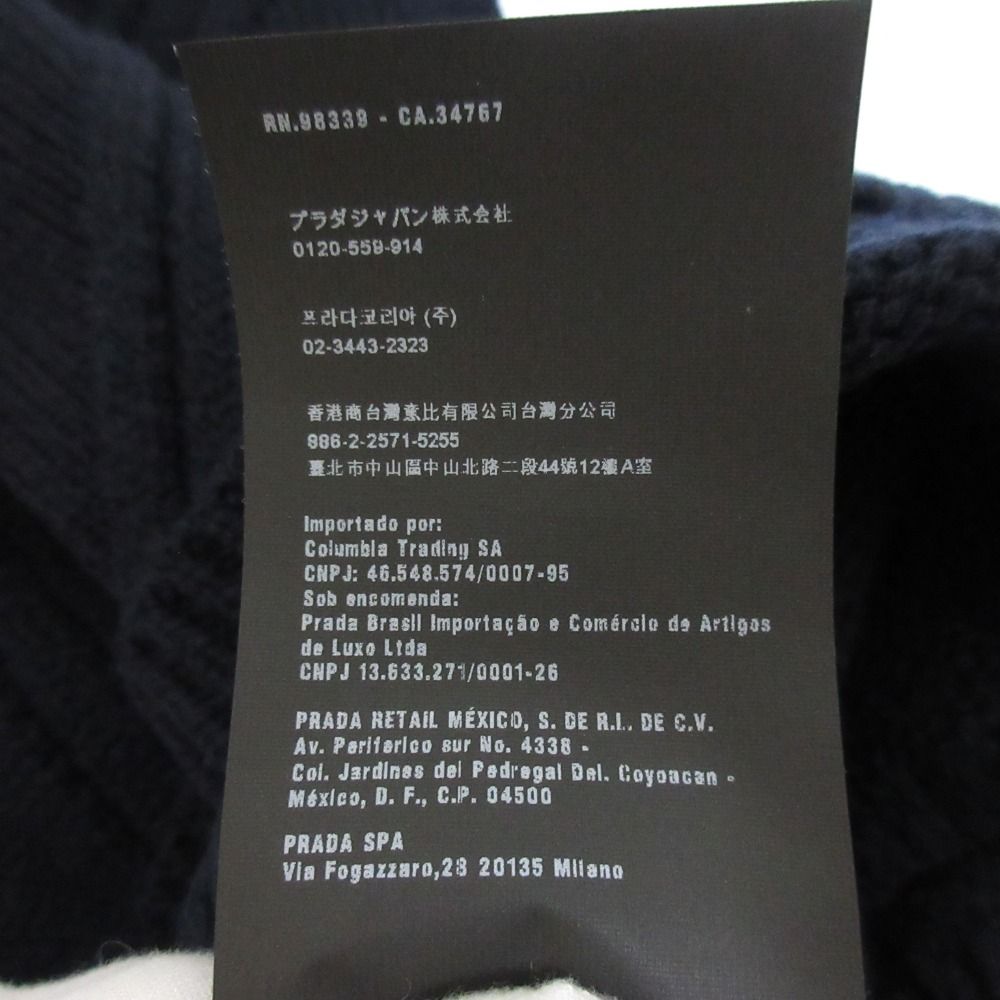 RN.98339 - CA.34767
プラダジャパン株式会社
0120-559-914
프라다코리아 (주)
02-3443-2323
香港商台灣意比有限公司台灣分公司
886-2-2571-5255
臺北市中山區中山北路二段44號12樓A室
Importado por:
Columbia Trading SA
CNPJ: 46.548.574/0007-95
Sob encomenda:
Prada Brasil Importação e Comércio de Artigos
de Luxo Ltda
CNPJ 13.633.271/0001-26
PRADA RETAIL MÉXICO, S. DE R.L. DE C.V.
Av. Periferico sur No. 4338 -
Col. Jardines del Pedregal Del. Coyoacan -
México, D. F., C.P. 04500
PRADA SPA
Via Fogazzaro,28 20135 Milano